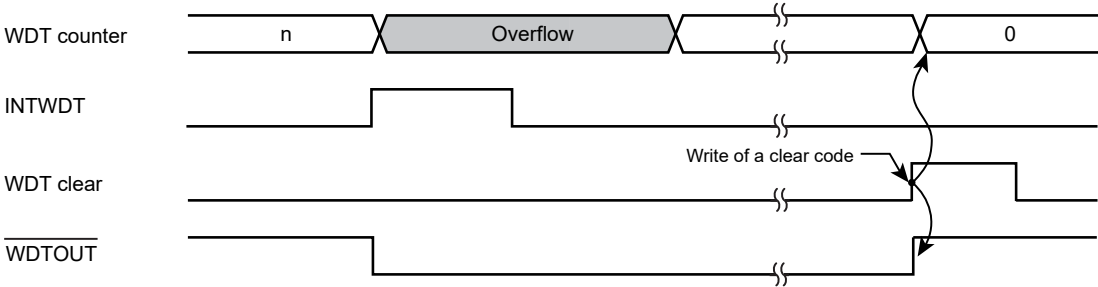 WDT counter n Overflow 0
INTWDT
Write of a clear code
WDT clear
WDTOUT